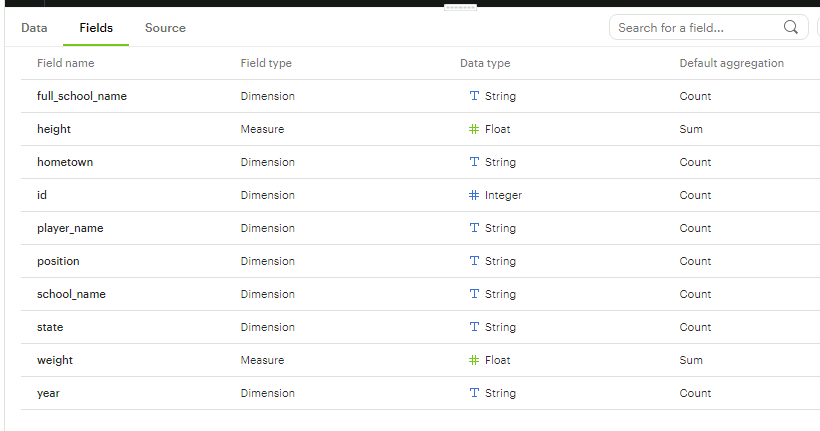 Data Fields Source Search for a field...
Field name Field type Data type Default aggregation
full_school_name Dimension String Count
height Measure Float Sum
hometown Dimension String Count
id Dimension Integer Count
player_name Dimension String Count
position Dimension String Count
school_name Dimension String Count
state Dimension String Count
weight Measure Float Sum
year Dimension String Count